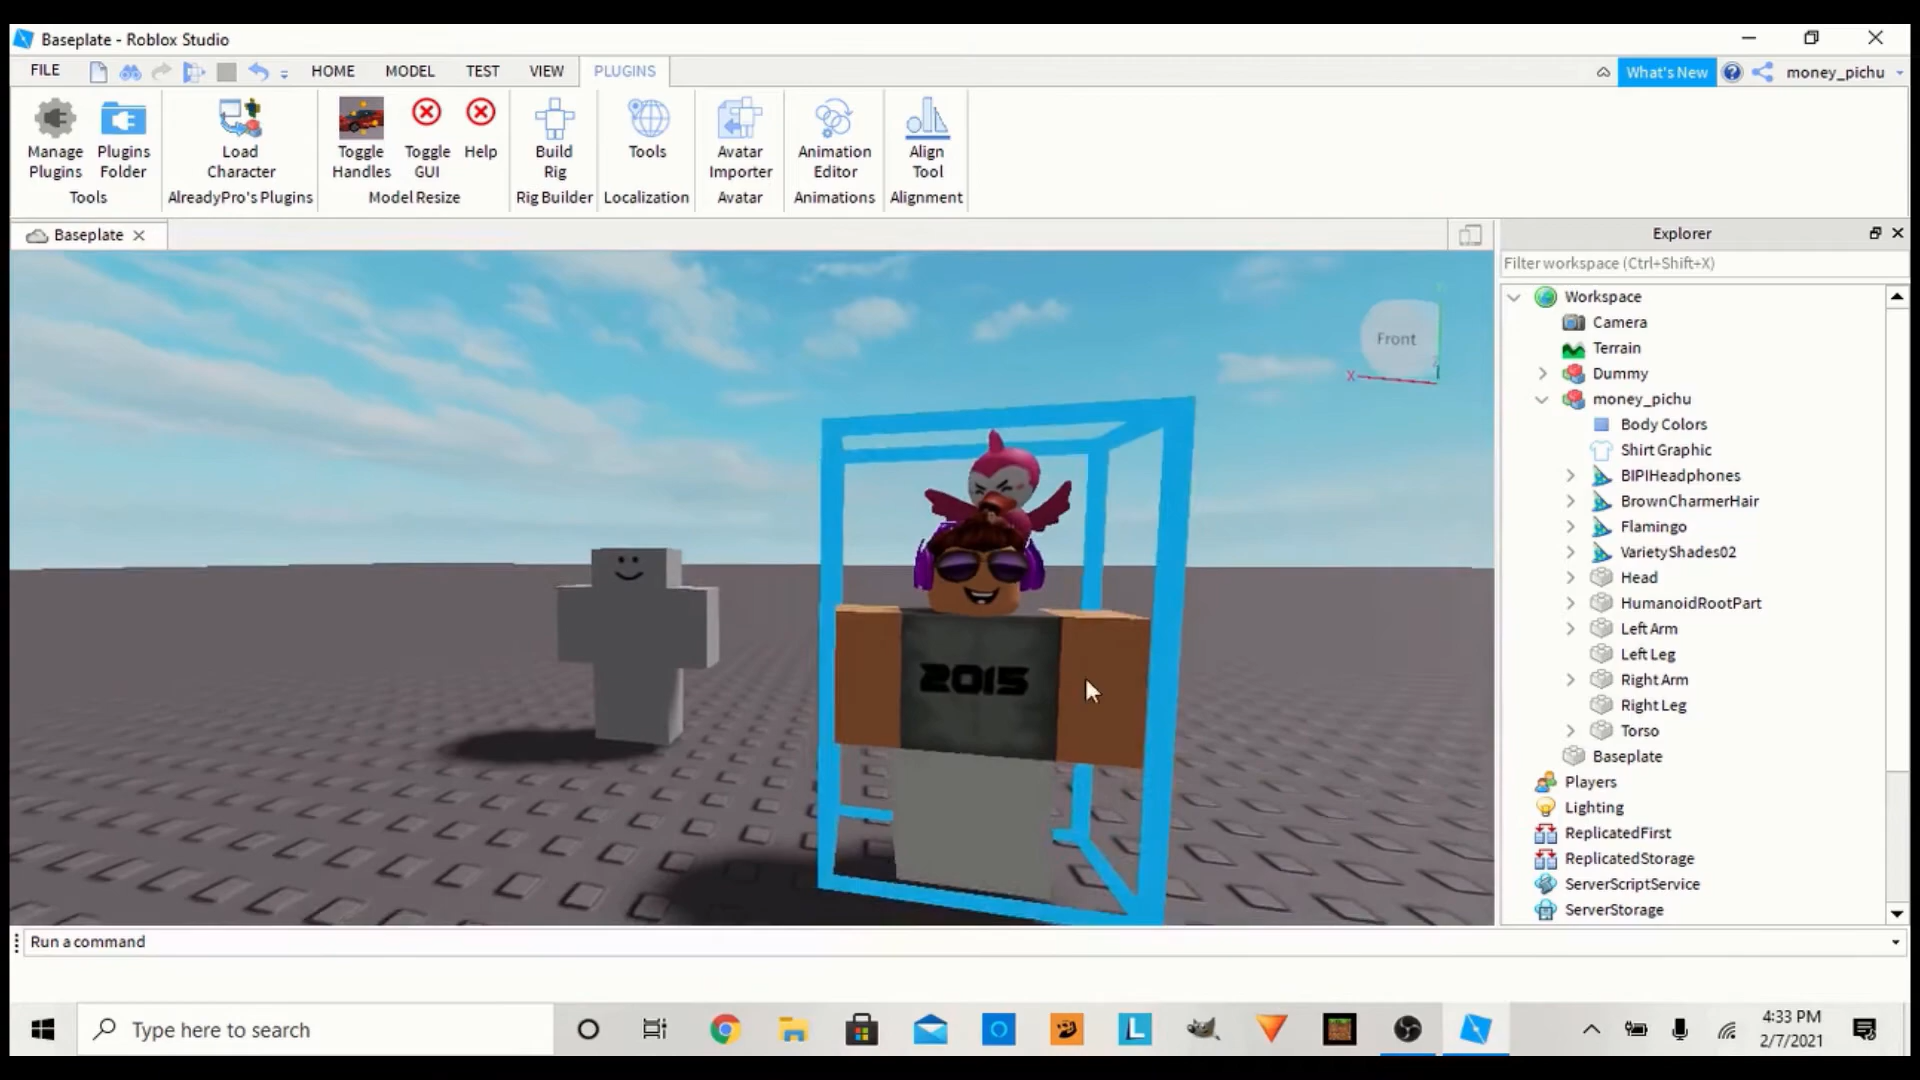 Baseplate - Roblox Studio
FILE HOME MODEL TEST VIEW PLUGINS What's New money_pichu
Manage Plugins
Plugins Folder
Tools
Load Character
AlreadyPro's Plugins
Toggle Handles
Toggle GUI
Help
Model Resize
Build Rig
Rig Builder
Tools
Localization
Avatar Importer
Avatar
Animation Editor
Animations
Align Tool
Alignment
Baseplate
Explorer
Filter workspace (Ctrl+Shift+X)
Workspace
Camera
Terrain
Dummy
money_pichu
Body Colors
Shirt Graphic
BIPIHeadphones
BrownCharmerHair
Flamingo
VarietyShades02
Head
HumanoidRootPart
Left Arm
Left Leg
Right Arm
Right Leg
Torso
Baseplate
Players
Lighting
ReplicatedFirst
ReplicatedStorage
ServerScriptService
ServerStorage
Front
X
2015
Run a command
Type here to search
L
4:33 PM
2/7/2021